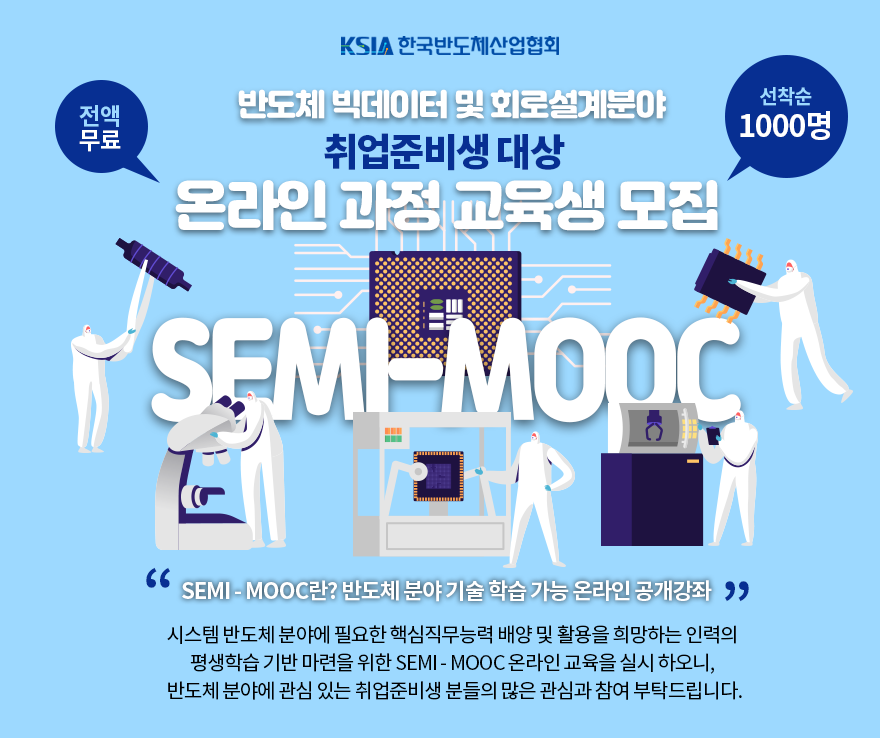 KSIA 한국반도체산업협회
전액
무료
선착순
1000명
반도체 빅데이터 및 회로설계분야
취업준비생 대상
온라인 과정 교육생 모집
SEMI-MOOC
“ SEMI - MOOC란? 반도체 분야 기술 학습 가능 온라인 공개강좌 ”
시스템 반도체 분야에 필요한 핵심직무능력 배양 및 활용을 희망하는 인력의
평생학습 기반 마련을 위한 SEMI - MOOC 온라인 교육을 실시 하오니,
반도체 분야에 관심 있는 취업준비생 분들의 많은 관심과 참여 부탁드립니다.